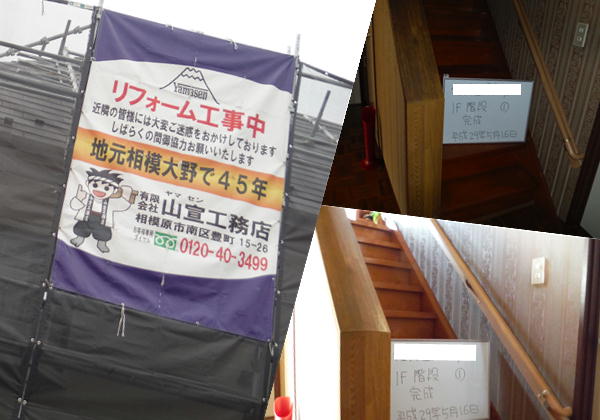 Yamasen
リフォーム工事中
近隣の皆様には大変ご迷惑をおかけしております
しばらくの間御協力お願いいたします
地元相模大野で45年
有限会社 山宣工務店
ヤマ セン
相模原市南区豊町 15-26
0120-40-3499
1F 階段 ①
完成
平成29年5月16日
1F 階段 ①
完成
平成29年5月16日